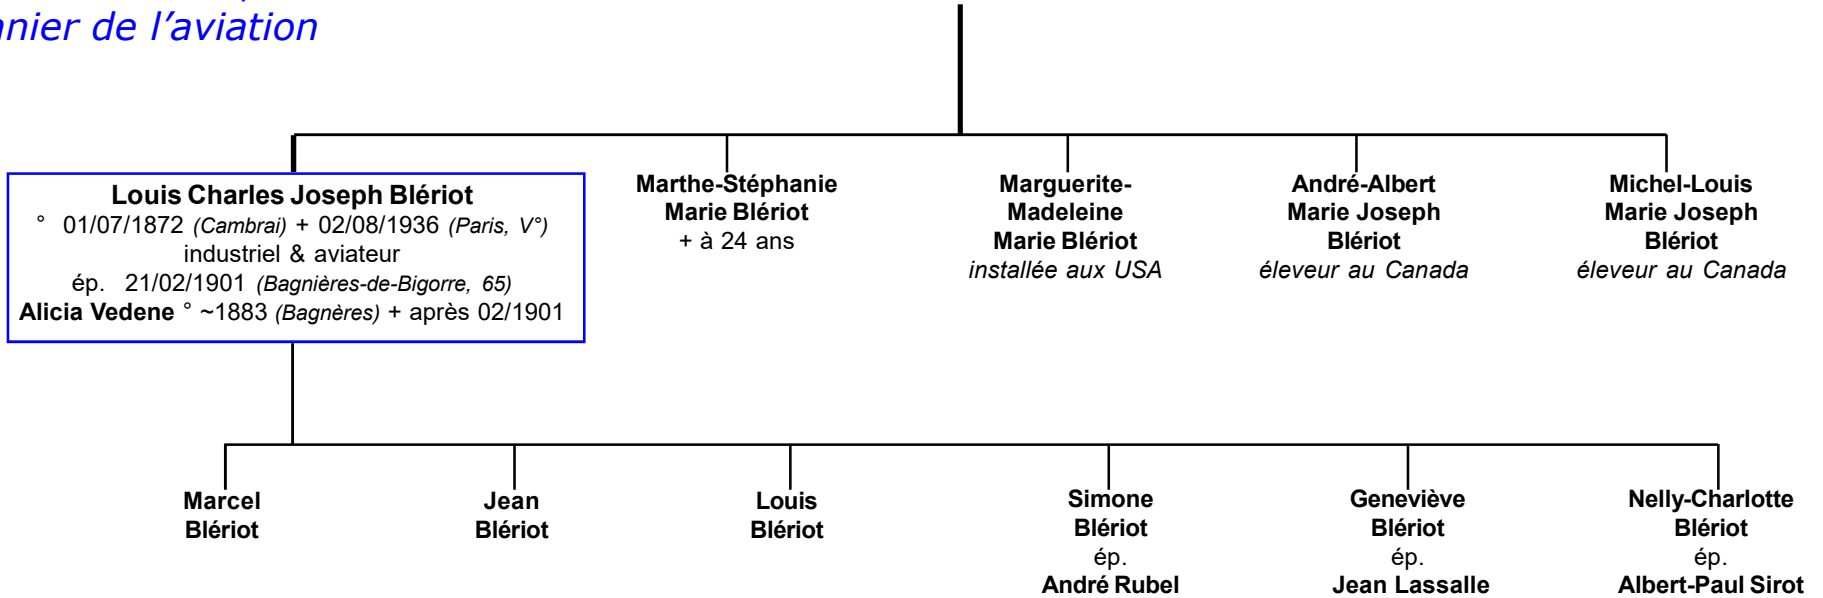 de l’aviation
Louis Charles Joseph Blériot
° 01/07/1872 (Cambrai) + 02/08/1936 (Paris, V°)
industriel & aviateur
ép. 21/02/1901 (Bagnières-de-Bigorre, 65)
Alicia Vedene ° ~1883 (Bagnères) + après 02/1901
Marthe-Stéphanie
Marie Blériot
+ à 24 ans
Marguerite-
Madeleine
Marie Blériot
installée aux USA
André-Albert
Marie Joseph
Blériot
éleveur au Canada
Michel-Louis
Marie Joseph
Blériot
éleveur au Canada
Marcel
Blériot
Jean
Blériot
Louis
Blériot
Simone
Blériot
ép.
André Rubel
Geneviève
Blériot
ép.
Jean Lassalle
Nelly-Charlotte
Blériot
ép.
Albert-Paul Sirot